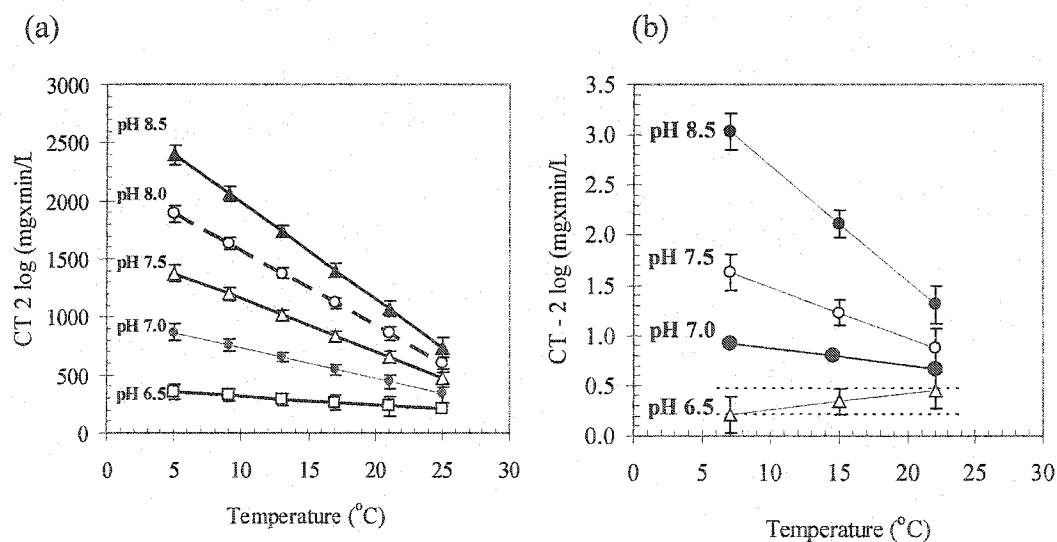 (a)
(b)
3000
2500
2000
1500
1000
500
0
CT 2 log (mgxmin/L)
pH 8.5
pH 8.0
pH 7.5
pH 7.0
pH 6.5
0 5 10 15 20 25 30
Temperature (°C)
3.5
3.0
2.5
2.0
1.5
1.0
0.5
0.0
CT - 2 log (mgxmin/L)
pH 8.5
pH 7.5
pH 7.0
pH 6.5
0 5 10 15 20 25 30
Temperature (°C)